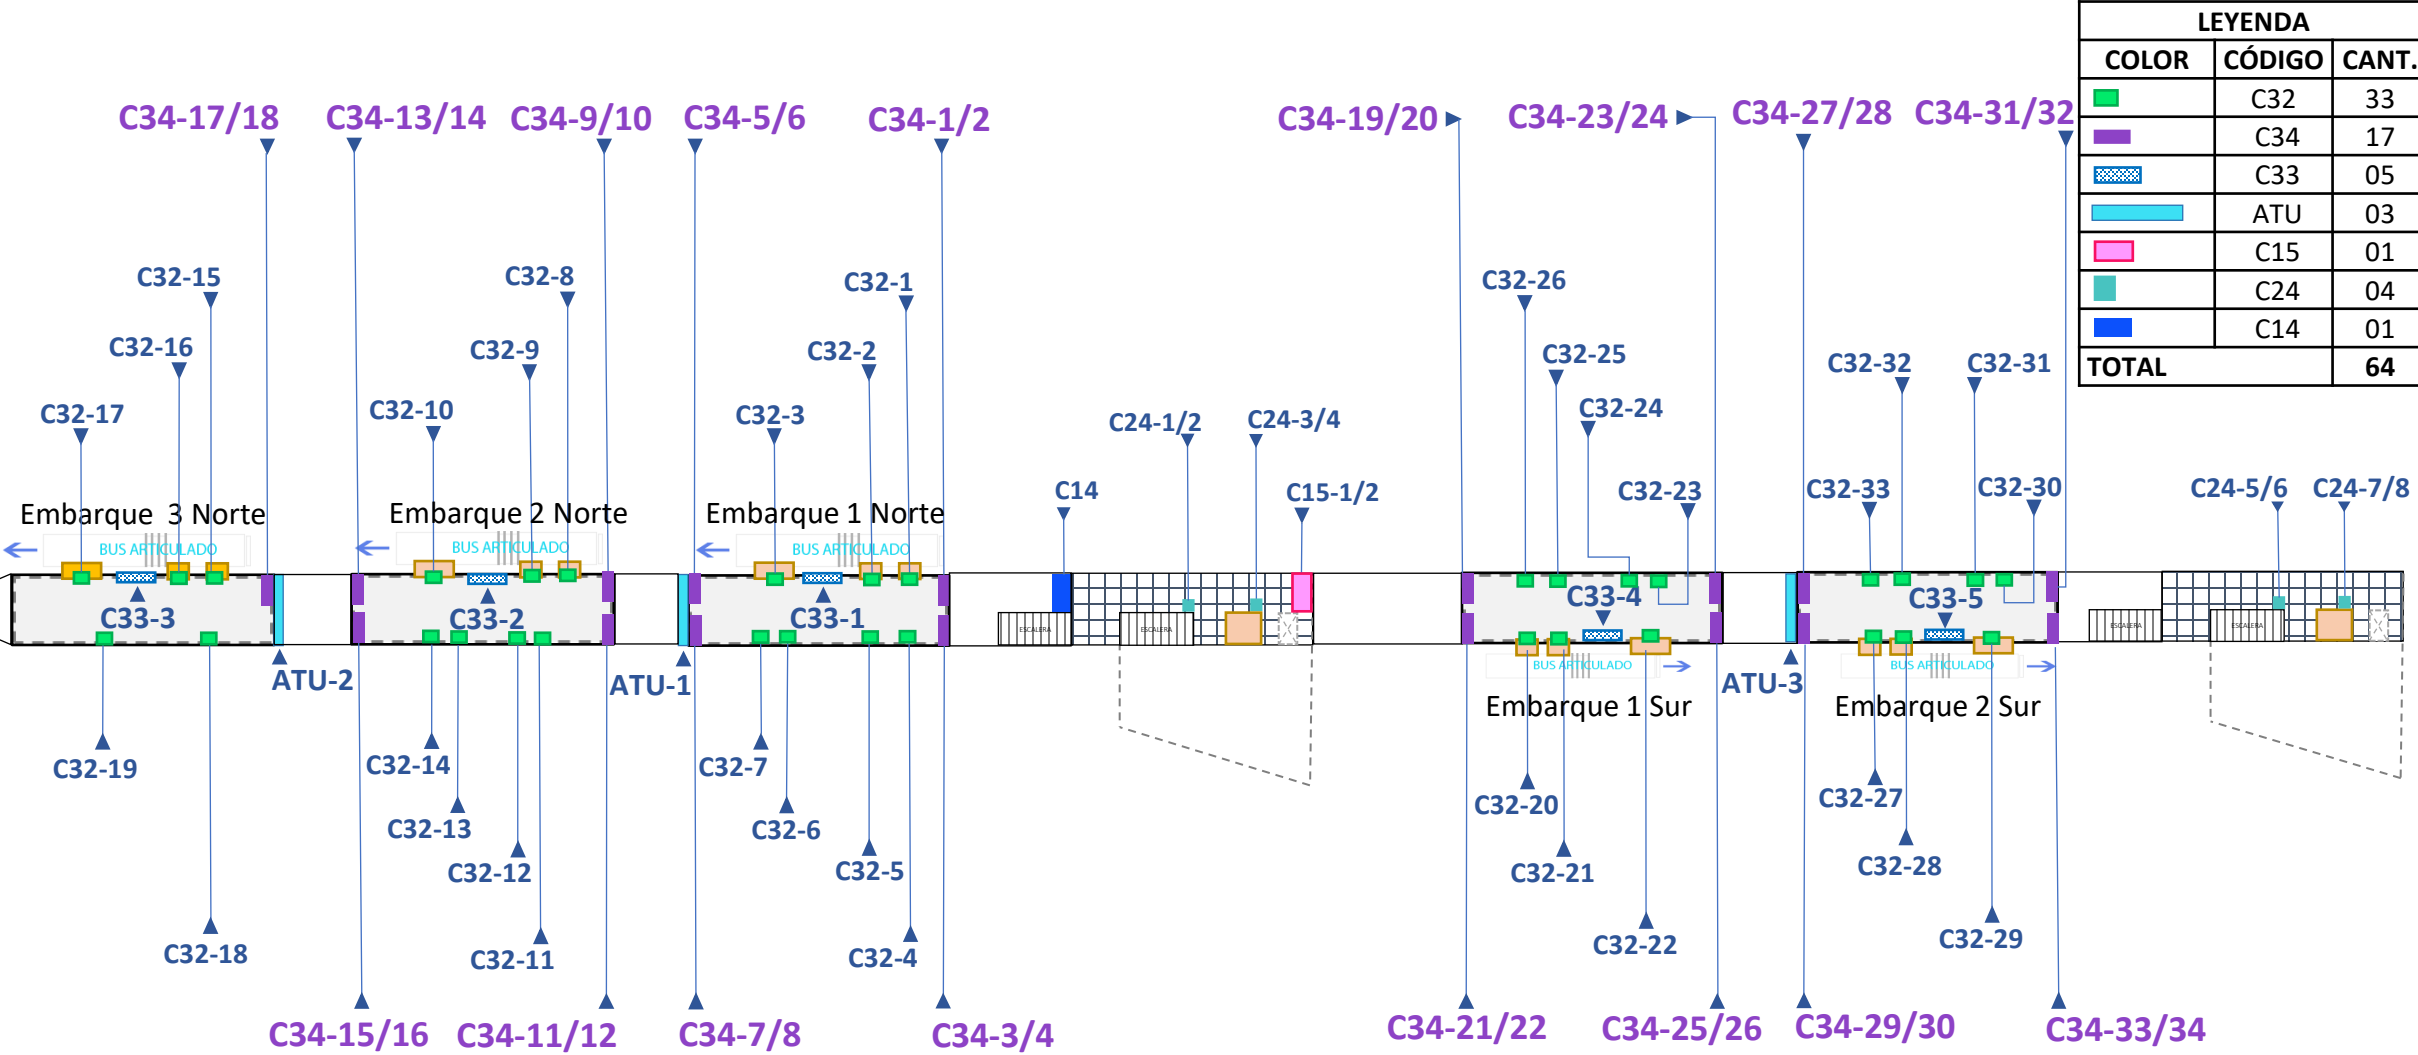 LEYENDA
COLOR CÓDIGO CANT.
C32 33
C34 17
C33 05
ATU 03
C15 01
C24 04
C14 01
TOTAL 64
C34-17/18 C34-13/14 C34-9/10 C34-5/6 C34-1/2 C34-19/20 C34-23/24 C34-27/28 C34-31/32
C32-15 C32-8 C32-1 C32-26
C32-16 C32-9 C32-2 C32-25 C32-32 C32-31
C32-17 C32-10 C32-3 C24-1/2 C24-3/4 C32-24
C14 C15-1/2 C32-23 C32-33 C32-30 C24-5/6 C24-7/8
Embarque 3 Norte Embarque 2 Norte Embarque 1 Norte
BUS ARTICULADO BUS ARTICULADO BUS ARTICULADO
C33-3 C33-2 C33-1 C33-4 C33-5
ESCALERA ESCALERA ESCALERA ESCALERA
BUS ARTICULADO BUS ARTICULADO
ATU-2 ATU-1 ATU-3
Embarque 1 Sur Embarque 2 Sur
C32-19 C32-14 C32-7 C32-20 C32-27
C32-13 C32-6
C32-12 C32-5 C32-21 C32-28
C32-18 C32-11 C32-4 C32-22 C32-29
C34-15/16 C34-11/12 C34-7/8 C34-3/4 C34-21/22 C34-25/26 C34-29/30 C34-33/34